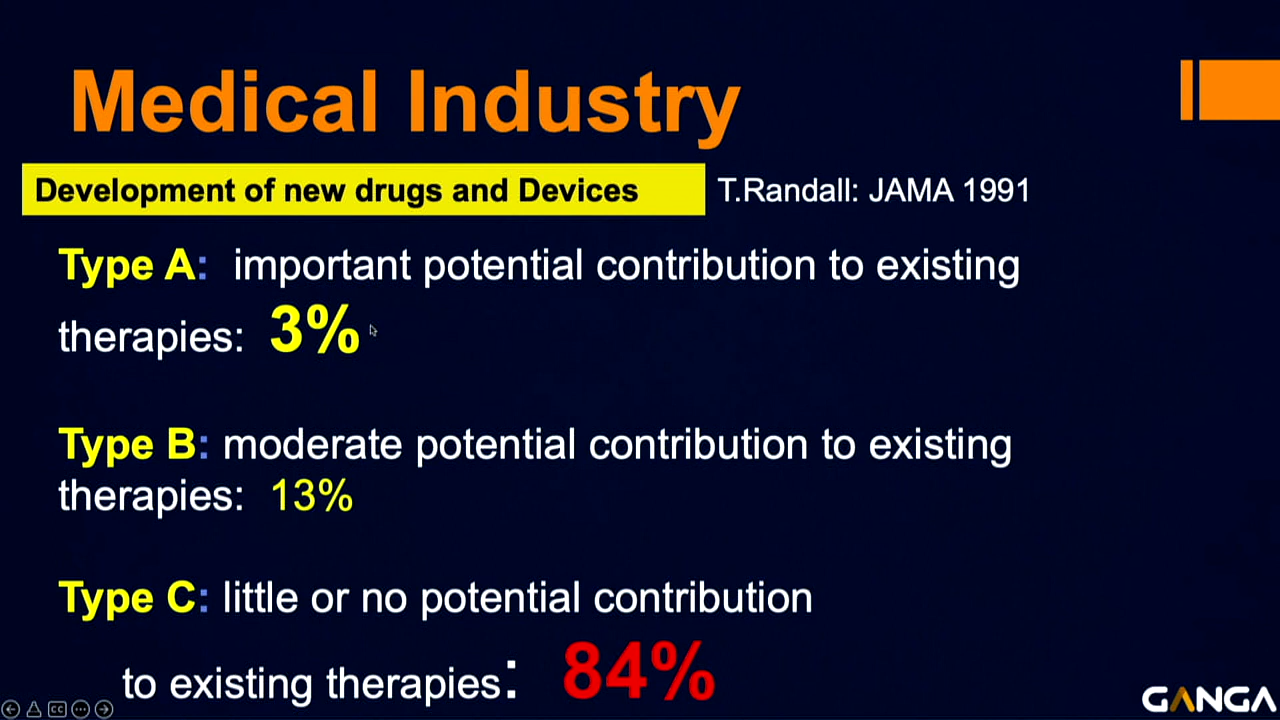 Medical Industry
Development of new drugs and Devices T.Randall: JAMA 1991
Type A: important potential contribution to existing
therapies: 3%
Type B: moderate potential contribution to existing
therapies: 13%
Type C: little or no potential contribution
to existing therapies: 84%
CC
GANGA